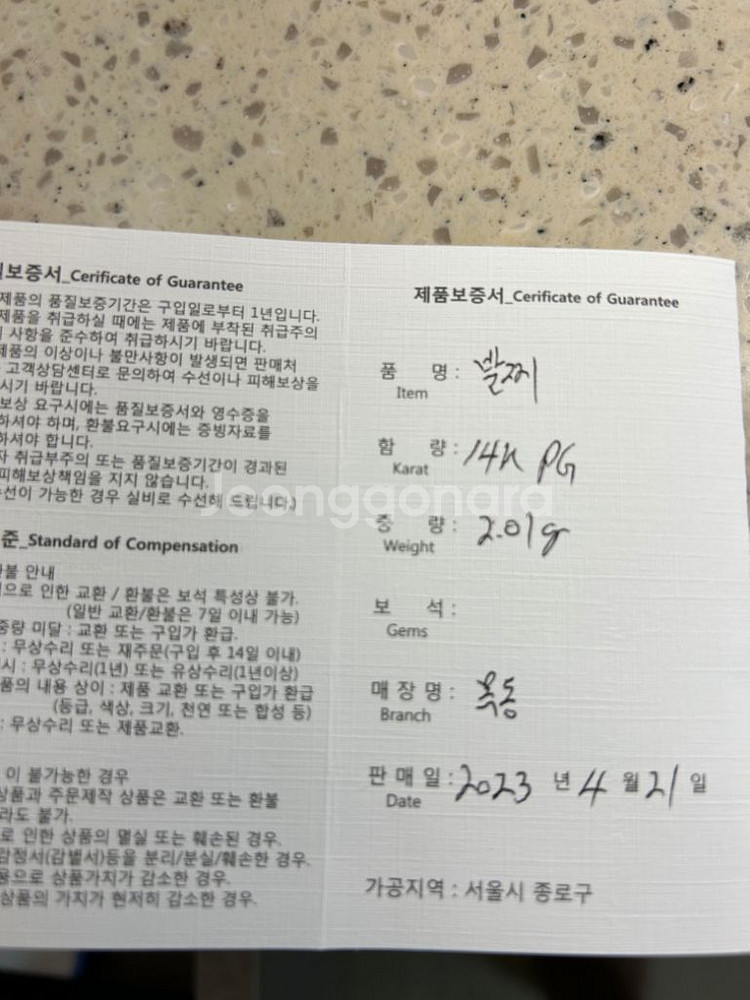 질보증서_Cerificate of Guarantee
제품의 품질보증기간은 구입일로부터 1년입니다.
제품을 취급하실 때에는 제품에 부착된 취급주의
사항을 준수하여 취급하시기 바랍니다.
제품의 이상이나 불만사항이 발생되면 판매처
고객상담센터로 문의하여 수선이나 피해보상을
시기 바랍니다.
보상 요구시에는 품질보증서와 영수증을
하셔야 하며, 환불요구시에는 증빙자료를
하셔야 합니다.
자 취급부주의 또는 품질보증기간이 경과된
피해보상책임을 지지 않습니다.
수선이 가능한 경우 실비로 수선해 드립니다.)
준_Standard of Compensation
환불 안내
으로 인한 교환 / 환불은 보석 특성상 불가.
(일반 교환/환불은 7일 이내 가능)
중량 미달 : 교환 또는 구입가 환급.
: 무상수리 또는 재주문(구입 후 14일 이내)
시 : 무상수리(1년) 또는 유상수리(1년이상)
품의 내용 상이 : 제품 교환 또는 구입가 환급
(등급, 색상, 크기, 천연 또는 합성 등)
: 무상수리 또는 제품교환.
이 불가능한 경우
상품과 주문제작 상품은 교환 또는 환불
라도 불가.
로 인한 상품의 멸실 또는 훼손된 경우.
감정서(감별서)등을 분리/분실/훼손한 경우.
용으로 상품가치가 감소한 경우.
상품의 가치가 현저히 감소한 경우.
제품보증서_Cerificate of Guarantee
품 명 : 발찌
Item
함 량 : 14K PG
Karat
중 량 : 2.01g
Weight
보 석 :
Gems
매 장 명 : 목동
Branch
판 매 일 : 2023 년 4 월 21 일
Date
가공지역 : 서울시 종로구
Joonggonara